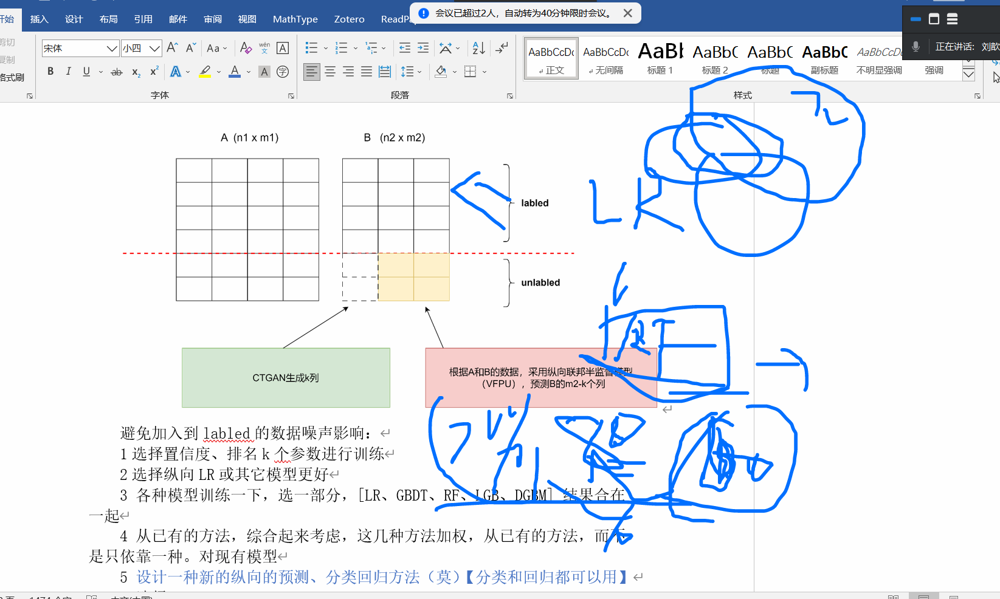 会议已超过2人，自动转为40分钟限时会议。
开始 插入 设计 布局 引用 邮件 审阅 视图 MathType Zotero ReadPa
正在讲话: 刘歆
剪切
复制
格式刷
宋体 小四
AaBbCcDc AaBbCcDc AaBb AaBbC AaBbC AaBbC AaBbCcDc
正文 无间隔 标题 1 标题 2 标题 副标题 不明显强调 强调
字体 段落 样式
A (n1 x m1) B (n2 x m2)
labled
LR
unlabled
CTGAN生成k列
根据A和B的数据，采用纵向联邦半监督模型
（VFPU），预测B的m2-k个列
避免加入到 labled 的数据噪声影响：
1 选择置信度、排名 k 个参数进行训练
2 选择纵向 LR 或其它模型更好
3 各种模型训练一下，选一部分，[LR、GBDT、RF、LGB、DGBM] 结果合在
一起
4 从已有的方法，综合起来考虑，这几种方法加权，从已有的方法，而不
是只依靠一种。对现有模型
5 设计一种新的纵向的预测、分类回归方法（莫）【分类和回归都可以用】